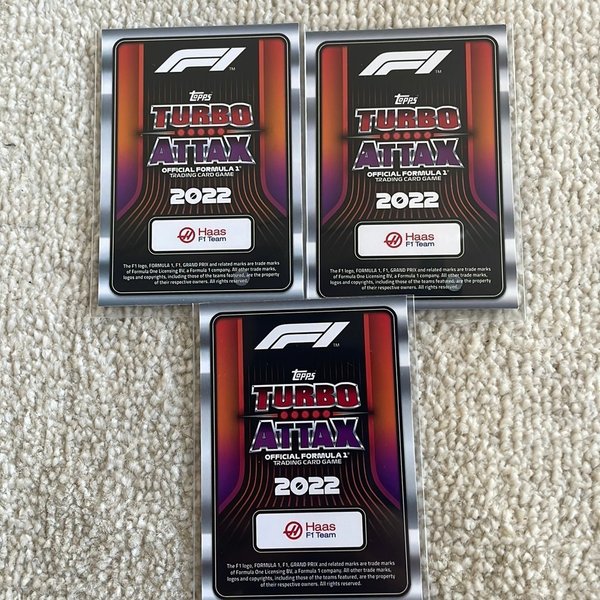 F1 TM
Topps
TURBO
ATTAX
OFFICIAL FORMULA 1®
TRADING CARD GAME
2022
Haas
F1 Team
The F1 logo, FORMULA 1, F1, GRAND PRIX and related marks are trade marks
of Formula One Licensing BV, a Formula 1 company. All other trade marks,
logos and copyrights, including those of the teams featured, are the property
of their respective owners. All rights reserved.
F1 TM
Topps
TURBO
ATTAX
OFFICIAL FORMULA 1®
TRADING CARD GAME
2022
Haas
F1 Team
The F1 logo, FORMULA 1, F1, GRAND PRIX and related marks are trade marks
of Formula One Licensing BV, a Formula 1 company. All other trade marks,
logos and copyrights, including those of the teams featured, are the property
of their respective owners. All rights reserved.
F1 TM
Topps
TURBO
ATTAX
OFFICIAL FORMULA 1®
TRADING CARD GAME
2022
Haas
F1 Team
The F1 logo, FORMULA 1, F1, GRAND PRIX and related marks are trade marks
of Formula One Licensing BV, a Formula 1 company. All other trade marks,
logos and copyrights, including those of the teams featured, are the property
of their respective owners. All rights reserved.